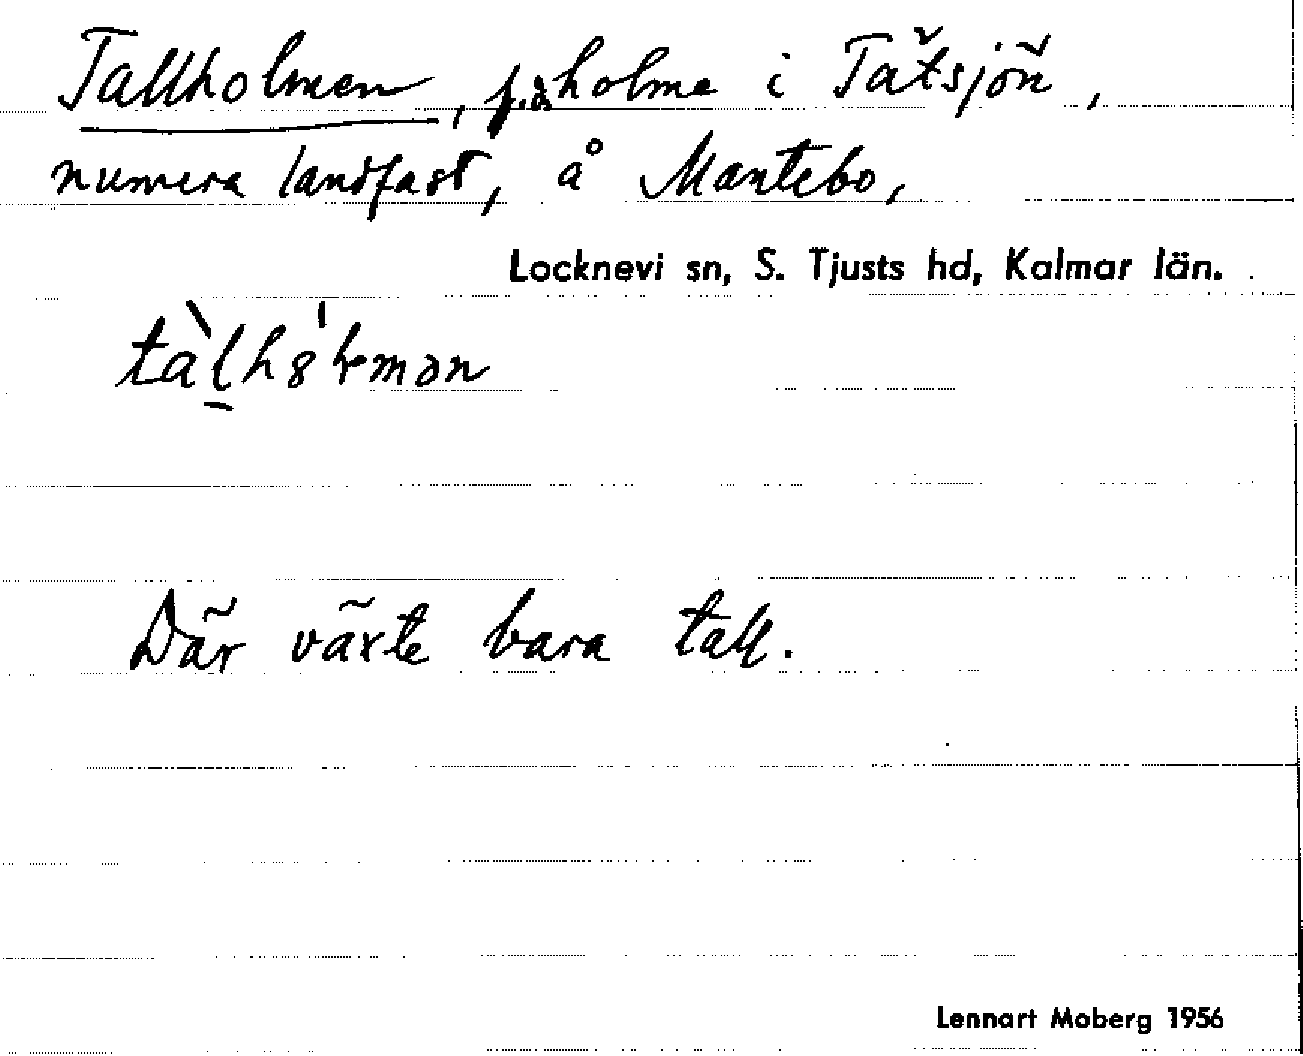 Tallholmen, f.d. holme i Tätsjön,
numera landfast, å Mantebo,
Locknevi sn, S. Tjusts hd, Kalmar län.
Där växte bara tall.
Lennart Moberg 1956